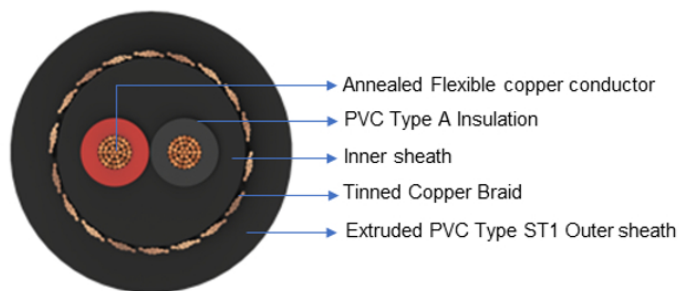 Annealed Flexible copper conductor
PVC Type A Insulation
Inner sheath
Tinned Copper Braid
Extruded PVC Type ST1 Outer sheath